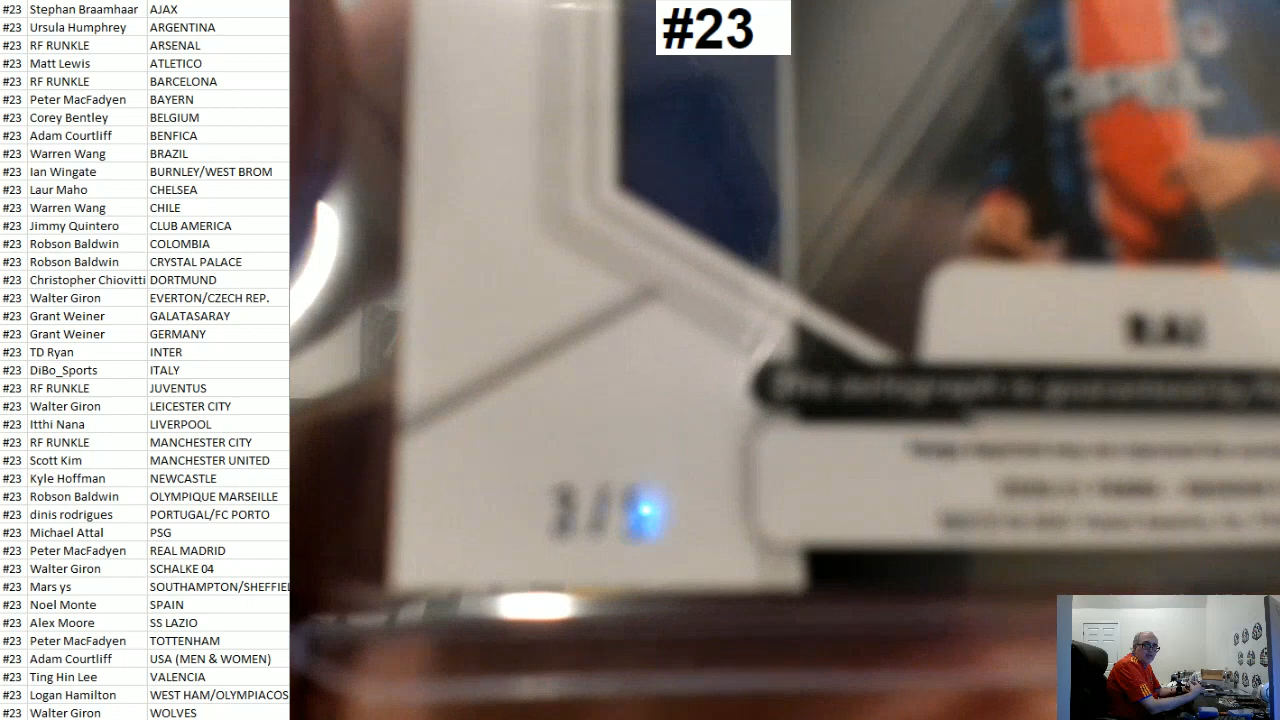 #23 Stephan Braamhaar AJAX
#23 Ursula Humphrey ARGENTINA
#23 RF RUNKLE ARSENAL
#23 Matt Lewis ATLETICO
#23 RF RUNKLE BARCELONA
#23 Peter MacFadyen BAYERN
#23 Corey Bentley BELGIUM
#23 Adam Courtliff BENFICA
#23 Warren Wang BRAZIL
#23 Ian Wingate BURNLEY/WEST BROM
#23 Laur Maho CHELSEA
#23 Warren Wang CHILE
#23 Jimmy Quintero CLUB AMERICA
#23 Robson Baldwin COLOMBIA
#23 Robson Baldwin CRYSTAL PALACE
#23 Christopher Chiovitti DORTMUND
#23 Walter Giron EVERTON/CZECH REP.
#23 Grant Weiner GALATASARAY
#23 Grant Weiner GERMANY
#23 TD Ryan INTER
#23 DiBo_Sports ITALY
#23 RF RUNKLE JUVENTUS
#23 Walter Giron LEICESTER CITY
#23 Itthi Nana LIVERPOOL
#23 RF RUNKLE MANCHESTER CITY
#23 Scott Kim MANCHESTER UNITED
#23 Kyle Hoffman NEWCASTLE
#23 Robson Baldwin OLYMPIQUE MARSEILLE
#23 dinis rodrigues PORTUGAL/FC PORTO
#23 Michael Attal PSG
#23 Peter MacFadyen REAL MADRID
#23 Walter Giron SCHALKE 04
#23 Mars ys SOUTHAMPTON/SHEFFIE
#23 Noel Monte SPAIN
#23 Alex Moore SS LAZIO
#23 Peter MacFadyen TOTTENHAM
#23 Adam Courtliff USA (MEN & WOMEN)
#23 Ting Hin Lee VALENCIA
#23 Logan Hamilton WEST HAM/OLYMPIACOS
#23 Walter Giron WOLVES
#23
RAI
autograph is guaranteed by